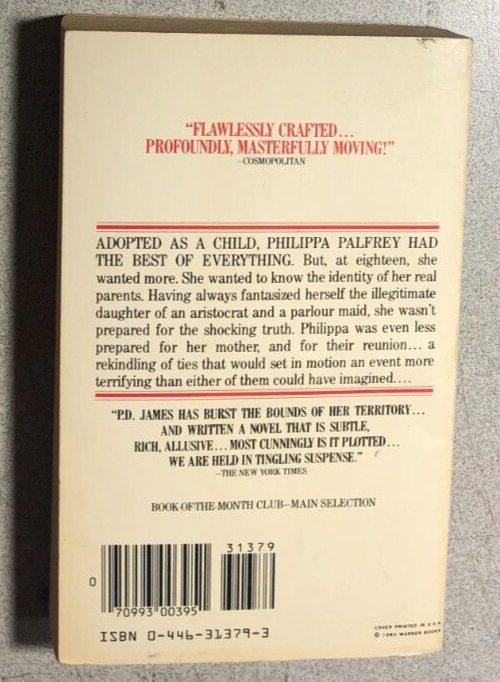 “FLAWLESSLY CRAFTED...
PROFOUNDLY, MASTERFULLY MOVING!”
—COSMOPOLITAN
ADOPTED AS A CHILD, PHILIPPA PALFREY HAD
THE BEST OF EVERYTHING. But, at eighteen, she
wanted more. She wanted to know the identity of her real
parents. Having always fantasized herself the illegitimate
daughter of an aristocrat and a parlour maid, she wasn't
prepared for the shocking truth. Philippa was even less
prepared for her mother, and for their reunion... a
rekindling of ties that would set in motion an event more
terrifying than either of them could have imagined....
“P.D. JAMES HAS BURST THE BOUNDS OF HER TERRITORY...
AND WRITTEN A NOVEL THAT IS SUBTLE,
RICH, ALLUSIVE... MOST CUNNINGLY IS IT PLOTTED...
WE ARE HELD IN TINGLING SUSPENSE.”
—THE NEW YORK TIMES
BOOK-OF-THE-MONTH CLUB—MAIN SELECTION
31379
0
70993 00395
ISBN 0-446-31379-3
COVER PRINTED IN U.S.A.
WARNER BOOKS